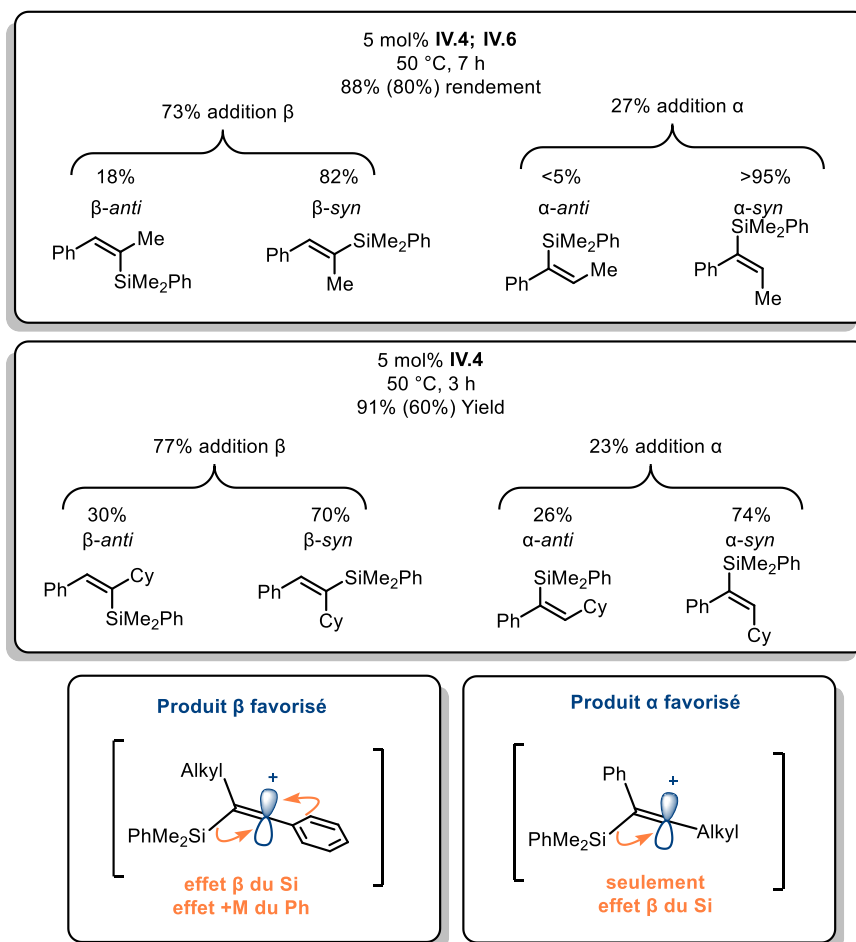 5 mol% IV.4; IV.6
50 °C, 7 h
88% (80%) rendement
73% addition β
27% addition α
18%
82%
<5%
>95%
β-anti
β-syn
α-anti
α-syn
Ph
Me
SiMe2Ph
Ph
SiMe2Ph
Me
SiMe2Ph
Ph
Me
SiMe2Ph
Ph
Me
5 mol% IV.4
50 °C, 3 h
91% (60%) Yield
77% addition β
23% addition α
30%
70%
26%
74%
β-anti
β-syn
α-anti
α-syn
Ph
Cy
SiMe2Ph
Ph
SiMe2Ph
Cy
SiMe2Ph
Ph
Cy
SiMe2Ph
Ph
Cy
Produit β favorisé
Alkyl
+
PhMe2Si
effet β du Si
effet +M du Ph
Produit α favorisé
Ph
+
PhMe2Si
Alkyl
seulement
effet β du Si